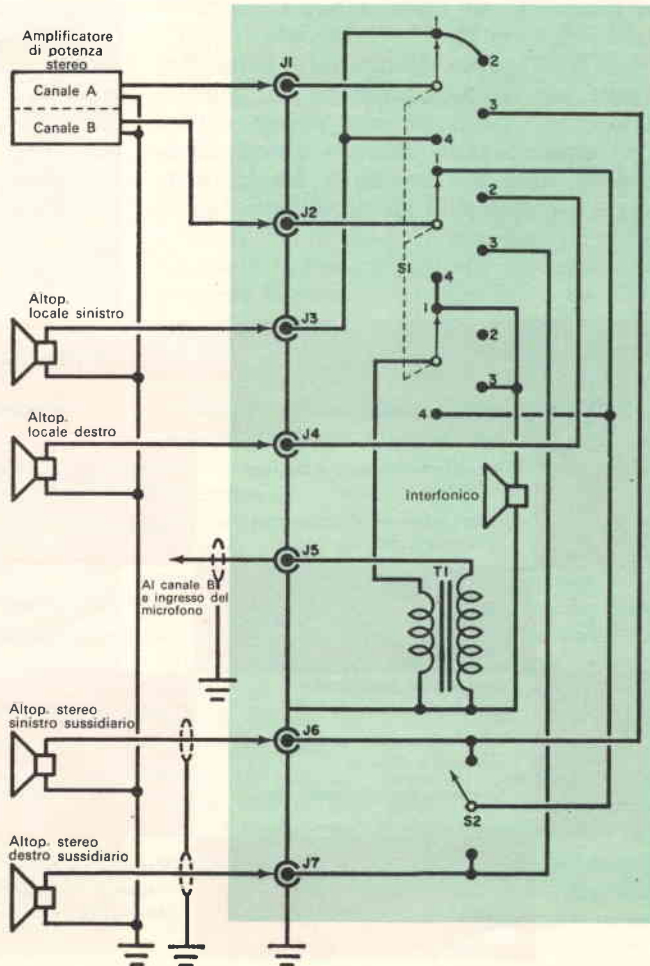 Amplificatore
di potenza
stereo
Canale A
Canale B
J1
1
2
3
4
J2
1
2
3
S1
4
1
2
3
4
Altop.
locale sinistro
J3
Altop.
locale destro
J4
Interfonico
J5
Al canale B
e ingresso del
microfono
T1
Altop. stereo
sinistro sussidiario
J6
S2
Altop. stereo
destro sussidiario
J7